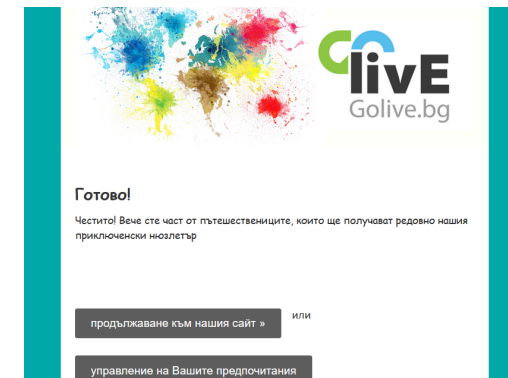 GOlivE
Golive.bg
Готово!
Честито! Вече сте част от пътешествениците, които ще получават редовно нашия
приключенски нюзлетър
продължаване към нашия сайт »
или
управление на Вашите предпочитания